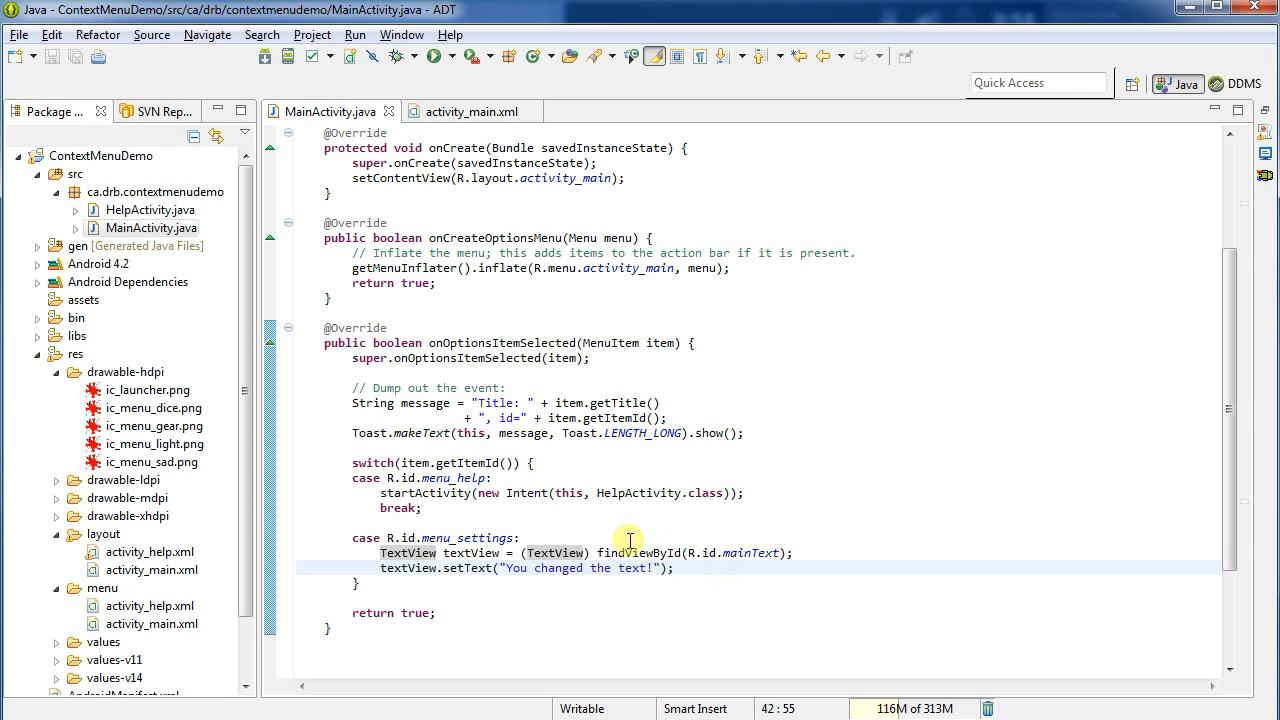 Java - ContextMenuDemo/src/ca/drb/contextmenudemo/MainActivity.java - ADT
File Edit Refactor Source Navigate Search Project Run Window Help
Quick Access
Java
DDMS
Package ...
SVN Rep...
MainActivity.java
activity_main.xml
ContextMenuDemo
src
ca.drb.contextmenudemo
HelpActivity.java
MainActivity.java
gen [Generated Java Files]
Android 4.2
Android Dependencies
assets
bin
libs
res
drawable-hdpi
ic_launcher.png
ic_menu_dice.png
ic_menu_gear.png
ic_menu_light.png
ic_menu_sad.png
drawable-ldpi
drawable-mdpi
drawable-xhdpi
layout
activity_help.xml
activity_main.xml
menu
activity_help.xml
activity_main.xml
values
values-v11
values-v14
AndroidManifest.xml
@Override
protected void onCreate(Bundle savedInstanceState) {
super.onCreate(savedInstanceState);
setContentView(R.layout.activity_main);
}
@Override
public boolean onCreateOptionsMenu(Menu menu) {
// Inflate the menu; this adds items to the action bar if it is present.
getMenuInflater().inflate(R.menu.activity_main, menu);
return true;
}
@Override
public boolean onOptionsItemSelected(MenuItem item) {
super.onOptionsItemSelected(item);
// Dump out the event:
String message = "Title: " + item.getTitle()
+ ", id=" + item.getItemId();
Toast.makeText(this, message, Toast.LENGTH_LONG).show();
switch(item.getItemId()) {
case R.id.menu_help:
startActivity(new Intent(this, HelpActivity.class));
break;
case R.id.menu_settings:
TextView textView = (TextView) findViewById(R.id.mainText);
textView.setText("You changed the text!");
}
return true;
}
Writable
Smart Insert
42 : 55
116M of 313M